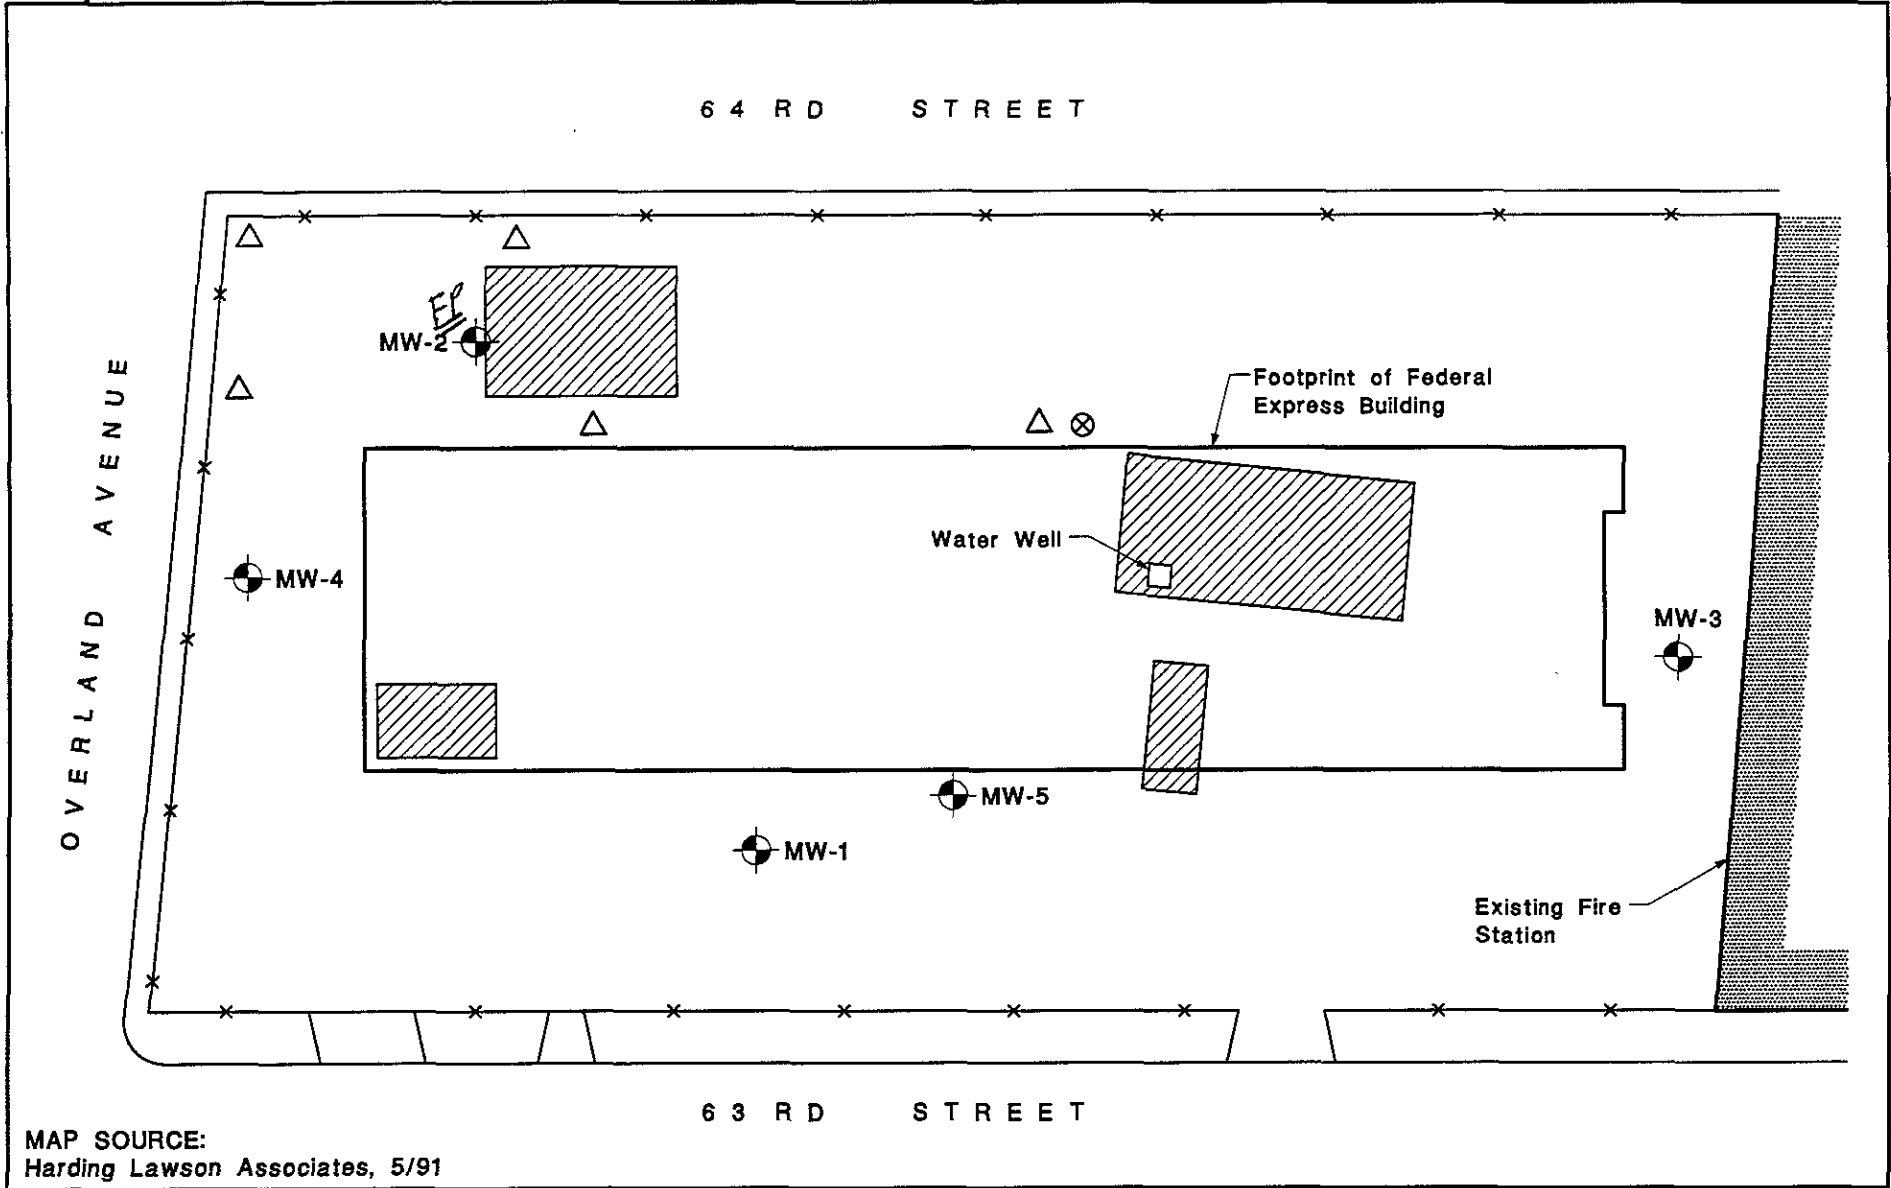 64 RD STREET
EP
MW-2
OVERLAND AVENUE
Footprint of Federal
Express Building
Water Well
MW-4
MW-3
MW-5
MW-1
Existing Fire
Station
63 RD STREET
MAP SOURCE:
Harding Lawson Associates, 5/91